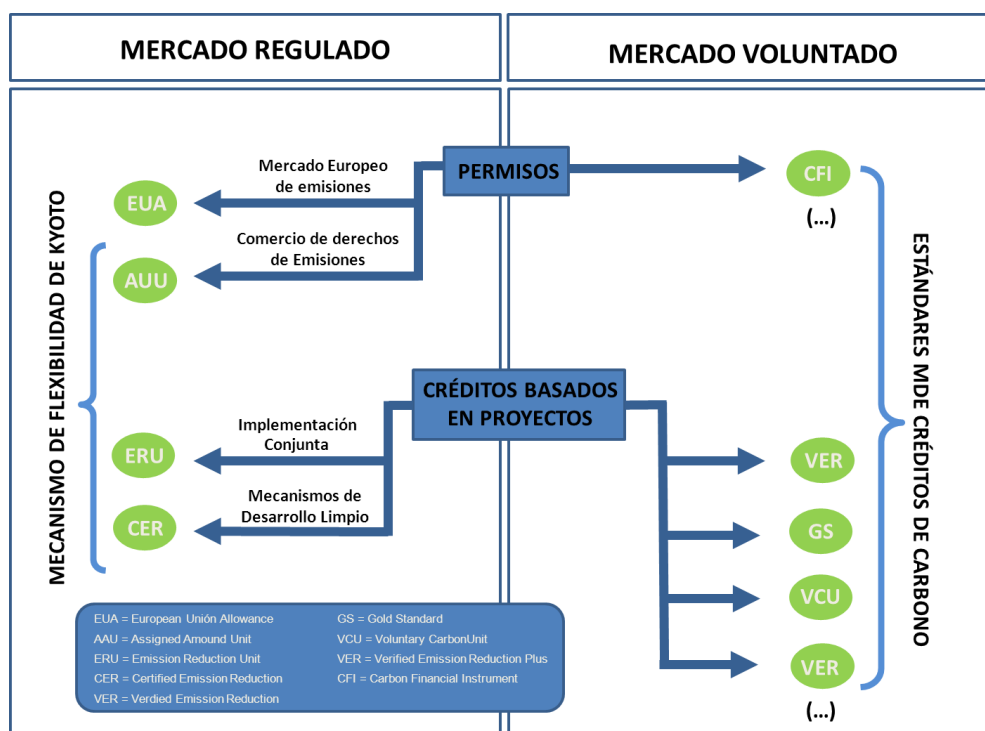 MERCADO REGULADO
MERCADO VOLUNTADO
MECANISMO DE FLEXIBILIDAD DE KYOTO
PERMISOS
Mercado Europeo
de emisiones
EUA
Comercio de derechos
de Emisiones
AUU
CRÉDITOS BASADOS
EN PROYECTOS
Implementación
Conjunta
ERU
Mecanismos de
Desarrollo Limpio
CER
CFI
(...)
VER
GS
VCU
VER
(...)
ESTÁNDARES MDE CRÉDITOS DE CARBONO
EUA = European Unión Allowance
AAU = Assigned Amound Unit
ERU = Emission Reduction Unit
CER = Certified Emission Reduction
VER = Verdied Emission Reduction
GS = Gold Standard
VCU = Voluntary CarbonUnit
VER = Verified Emission Reduction Plus
CFI = Carbon Financial Instrument